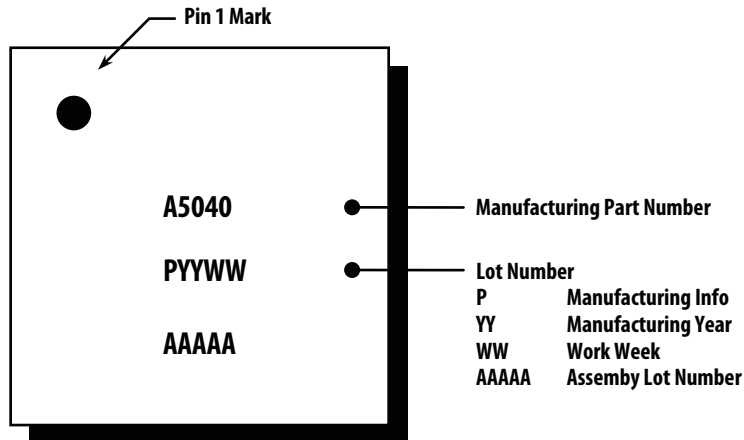 Pin 1 Mark
A5040
Manufacturing Part Number
PYYWW
Lot Number
P Manufacturing Info
YY Manufacturing Year
WW Work Week
AAAAA
AAAAA Assemby Lot Number